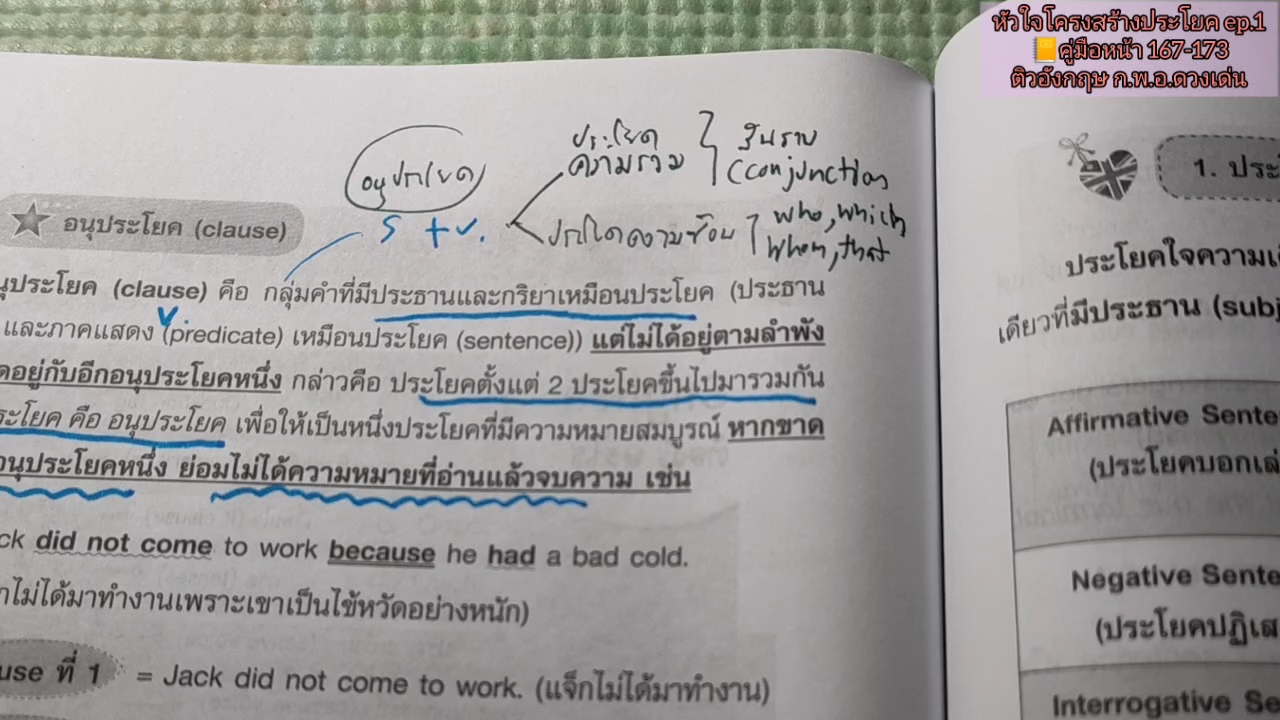 หัวใจโครงสร้างประโยค ep.1
📒คู่มือหน้า 167-173
ติวอังกฤษ ก.พ.อ.ดวงเด่น
อนุประโยค
S + v.
ประโยค
ความรวม
(conjunction
ประโยคความซ้อน
who, which
whom, that
อนุประโยค (clause)
นุประโยค (clause) คือ กลุ่มคำที่มีประธานและกริยาเหมือนประโยค (ประธาน
และภาคแสดง (predicate) เหมือนประโยค (sentence)) แต่ไม่ได้อยู่ตามลำพัง
v
ดอยู่กับอีกอนุประโยคหนึ่ง กล่าวคือ ประโยคตั้งแต่ 2 ประโยคขึ้นไปมารวมกัน
ระโยค คือ อนุประโยค เพื่อให้เป็นหนึ่งประโยคที่มีความหมายสมบูรณ์ หากขาด
อนุประโยคหนึ่ง ย่อมไม่ได้ความหมายที่อ่านแล้วจบความ เช่น
ck did not come to work because he had a bad cold.
กไม่ได้มาทำงานเพราะเขาเป็นไข้หวัดอย่างหนัก)
use ที่ 1 = Jack did not come to work. (แจ็กไม่ได้มาทำงาน)
1. ประ
ประโยคใจความเ
เดียวที่มีประธาน (subj
Affirmative Sente
(ประโยคบอกเล่
Negative Sente
(ประโยคปฏิเส
Interrogative Se